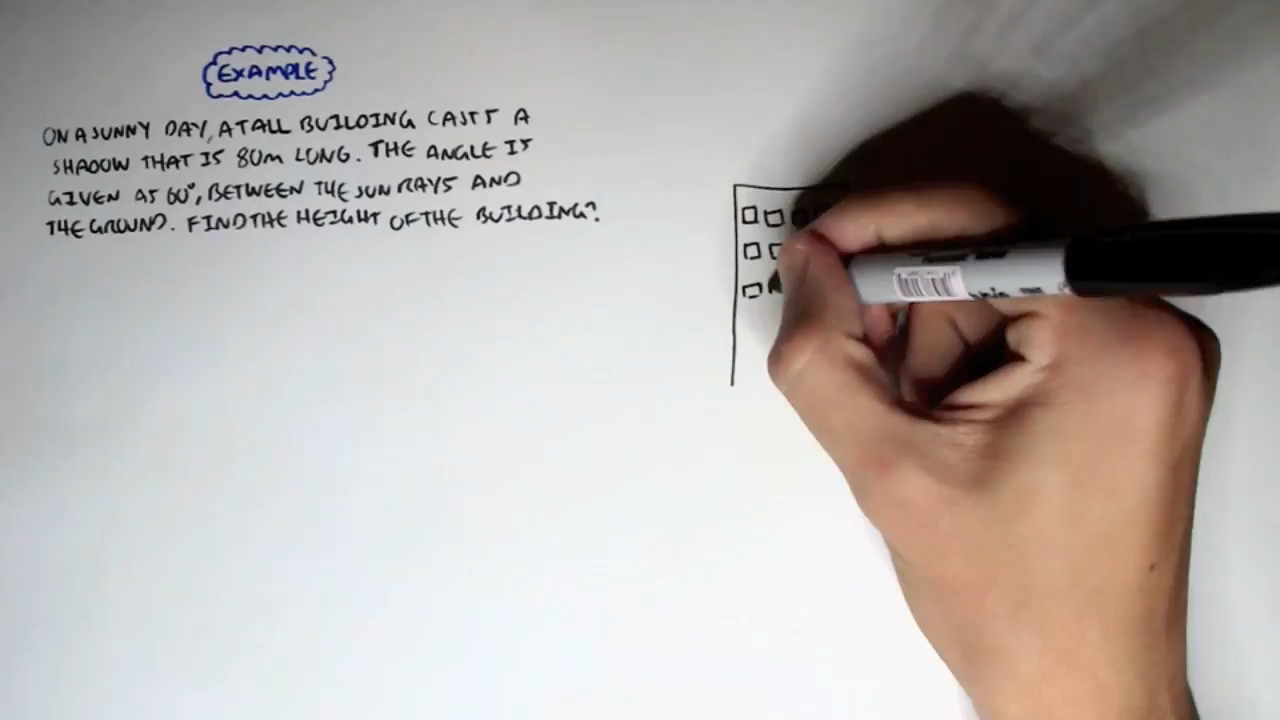 EXAMPLE
ON A SUNNY DAY, A TALL BUILDING CASTS A
SHADOW THAT IS 80m LONG. THE ANGLE IS
GIVEN AS 60°, BETWEEN THE SUN RAYS AND
THE GROUND. FIND THE HEIGHT OF THE BUILDING?